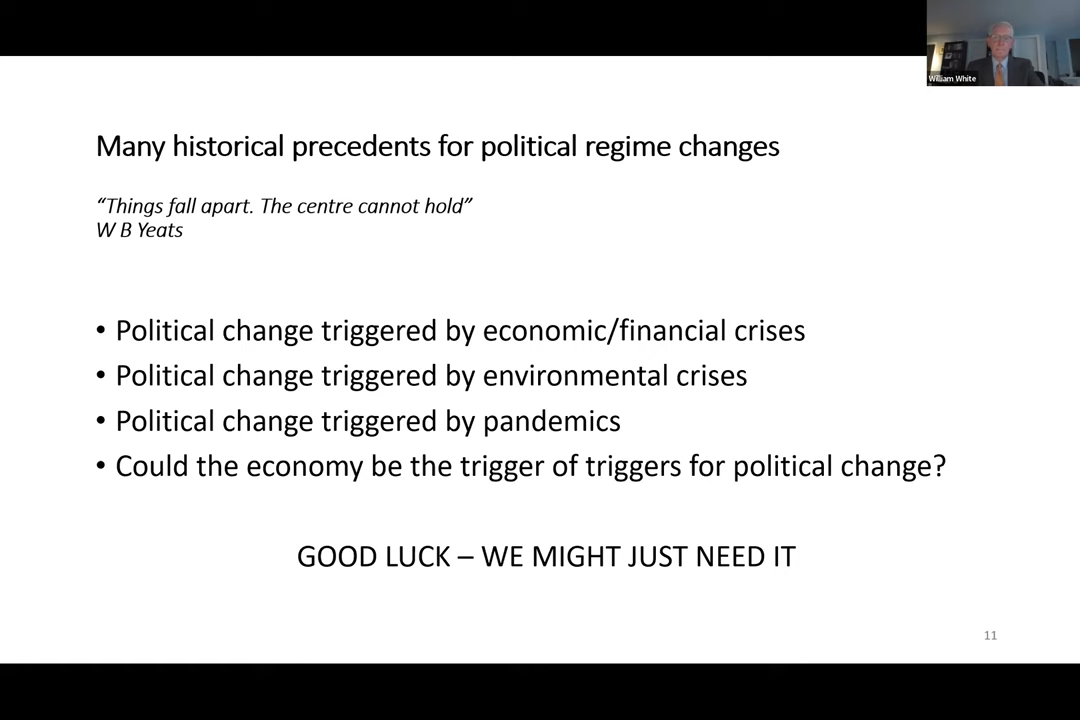 William White
Many historical precedents for political regime changes
“Things fall apart. The centre cannot hold”
W B Yeats
• Political change triggered by economic/financial crises
• Political change triggered by environmental crises
• Political change triggered by pandemics
• Could the economy be the trigger of triggers for political change?
GOOD LUCK – WE MIGHT JUST NEED IT
11